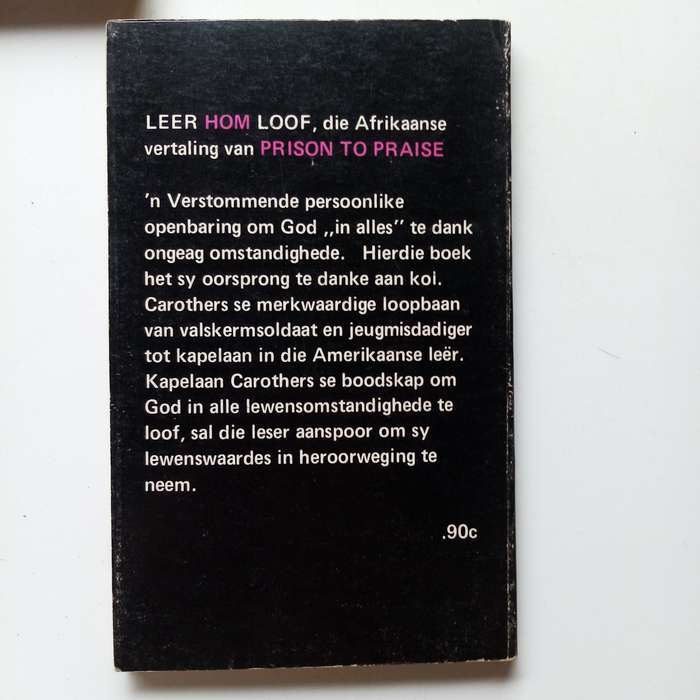 LEER HOM LOOF, die Afrikaanse
vertaling van PRISON TO PRAISE
'n Verstommende persoonlike
openbaring om God ,,in alles" te dank
ongeag omstandighede. Hierdie boek
het sy oorsprong te danke aan kol.
Carothers se merkwaardige loopbaan
van valskermsoldaat en jeugmisdadiger
tot kapelaan in die Amerikaanse leër.
Kapelaan Carothers se boodskap om
God in alle lewensomstandighede te
loof, sal die leser aanspoor om sy
lewenswaardes in heroorweging te
neem.
.90c